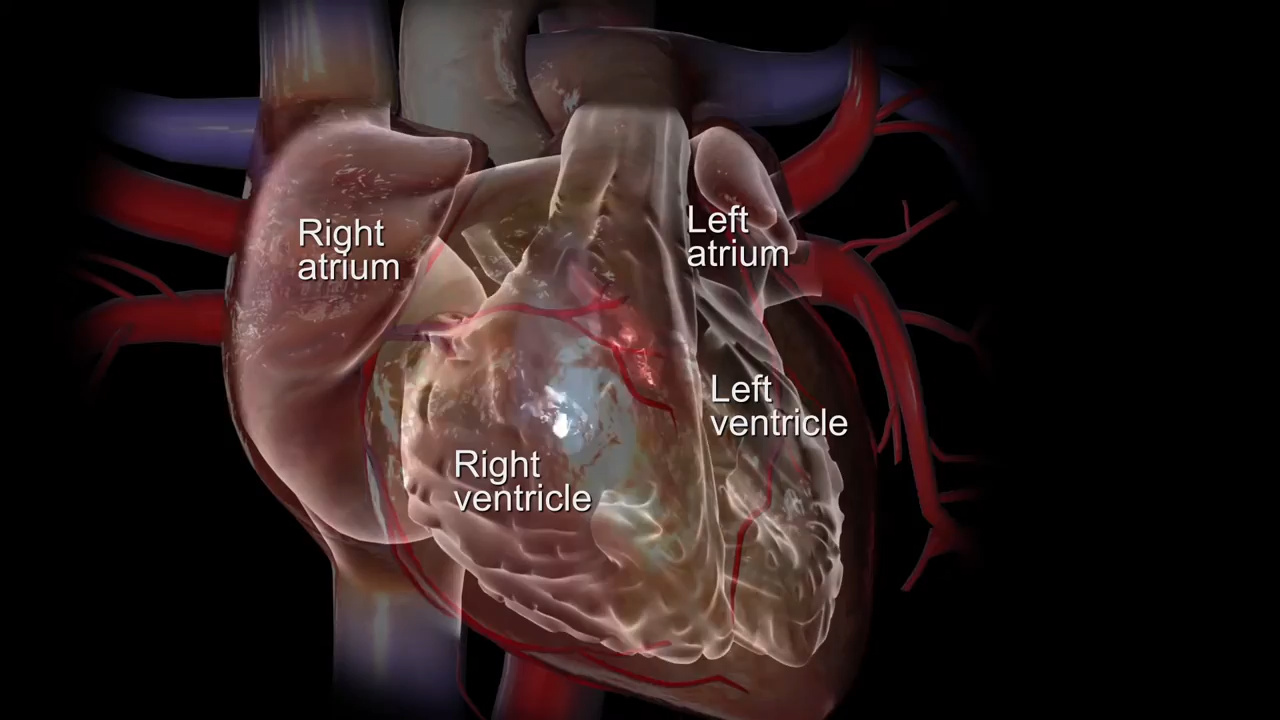 Right
atrium
Left
atrium
Left
ventricle
Right
ventricle